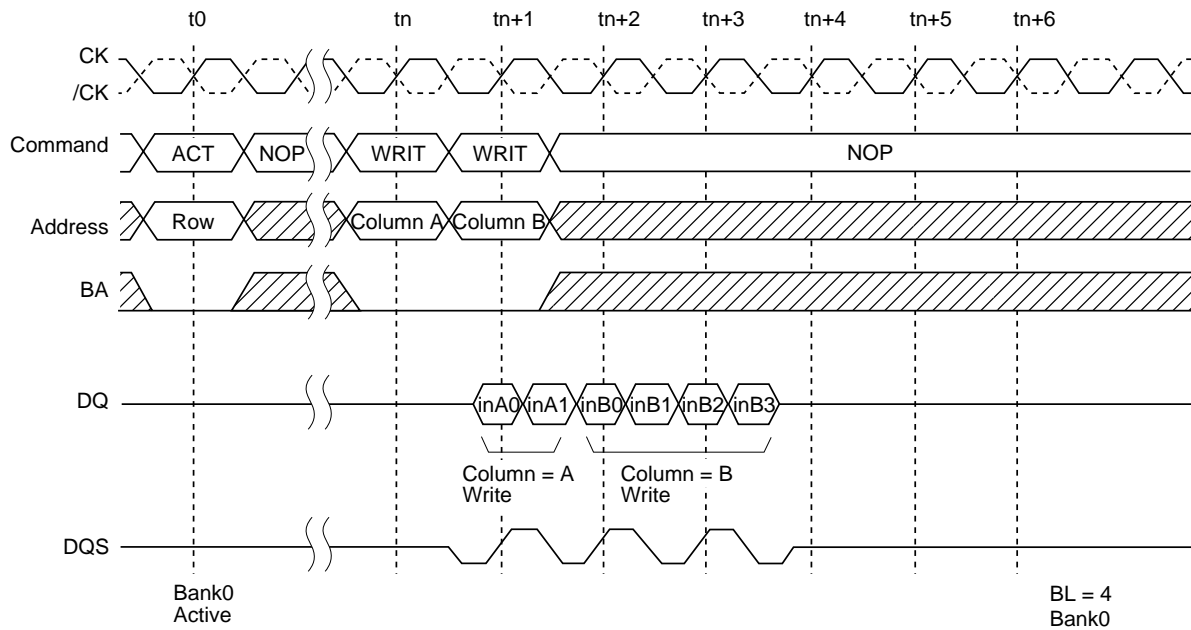 t0 tn tn+1 tn+2 tn+3 tn+4 tn+5 tn+6
CK
/CK
Command ACT NOP WRIT WRIT NOP
Address Row Column A Column B
BA
DQ inA0 inA1 inB0 inB1 inB2 inB3
Column = A Column = B
Write Write
DQS
Bank0 BL = 4
Active Bank0